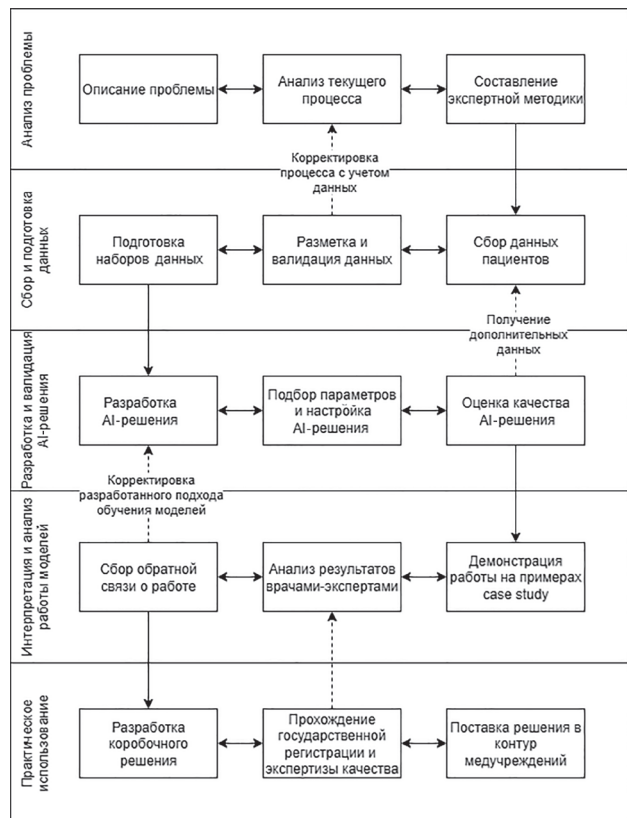 Анализ проблемы
Описание проблемы
Анализ текущего
процесса
Составление
экспертной методики
Корректировка
процесса с учетом
данных
Сбор и подготовка
данных
Подготовка
наборов данных
Разметка и
валидация данных
Сбор данных
пациентов
Получение
дополнительных
данных
Разработка и валидация
AI-решения
Разработка
AI-решения
Подбор параметров
и настройка
AI-решения
Оценка качества
AI-решения
Корректировка
разработанного подхода
обучения моделей
Интерпретация и анализ
работы моделей
Сбор обратной
связи о работе
Анализ результатов
врачами-экспертами
Демонстрация
работы на примерах
case study
Практическое
использование
Разработка
коробочного
решения
Прохождение
государственной
регистрации и
экспертизы качества
Поставка решения в
контур
медучреждений